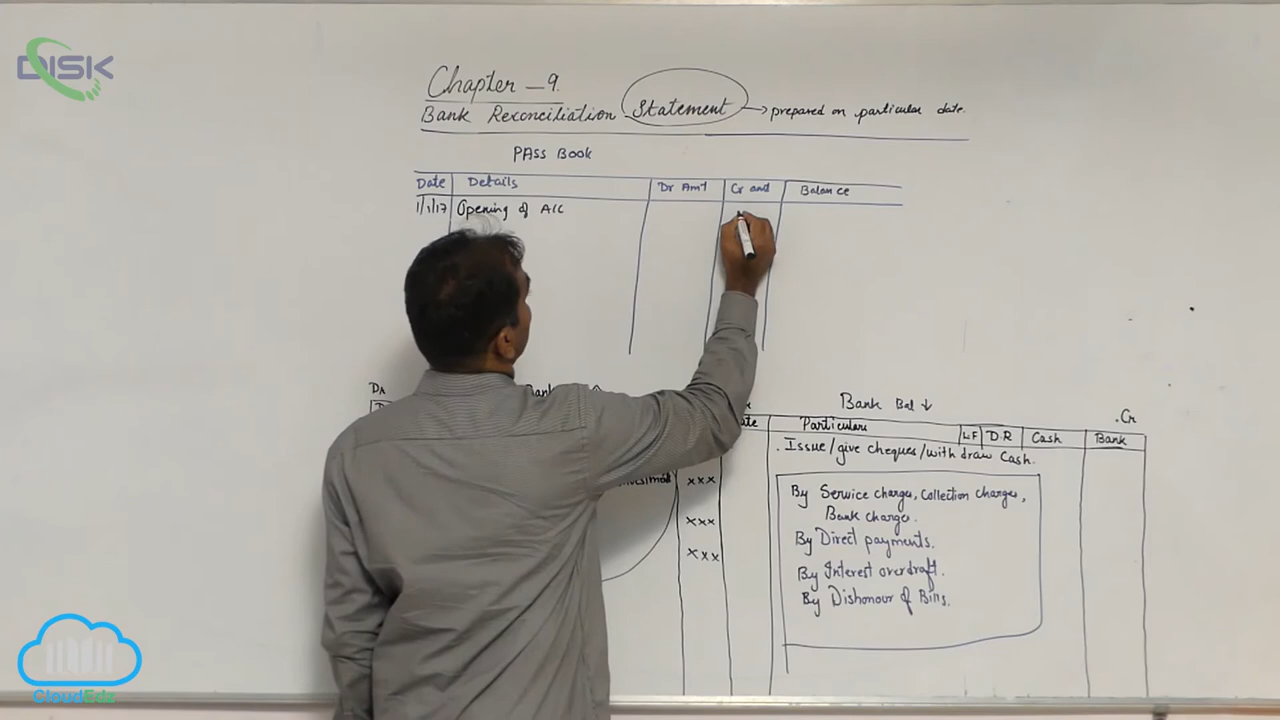 DISK
Chapter - 9.
Bank Reconciliation Statement → prepared on particular date.
PASS BOOK
Date Details Dr Amt Cr amt Balance
1/1/17 Opening of A/C
Dr
Bank Bal ↓
.Cr
Particulars LF D.R Cash Bank
. Issue/give cheques/with draw Cash.
xxx
By Service charges, Collection charges,
Bank charges.
xxx
By Direct payments.
xxx
By Interest overdraft.
By Dishonour of Bills.
CloudEdz